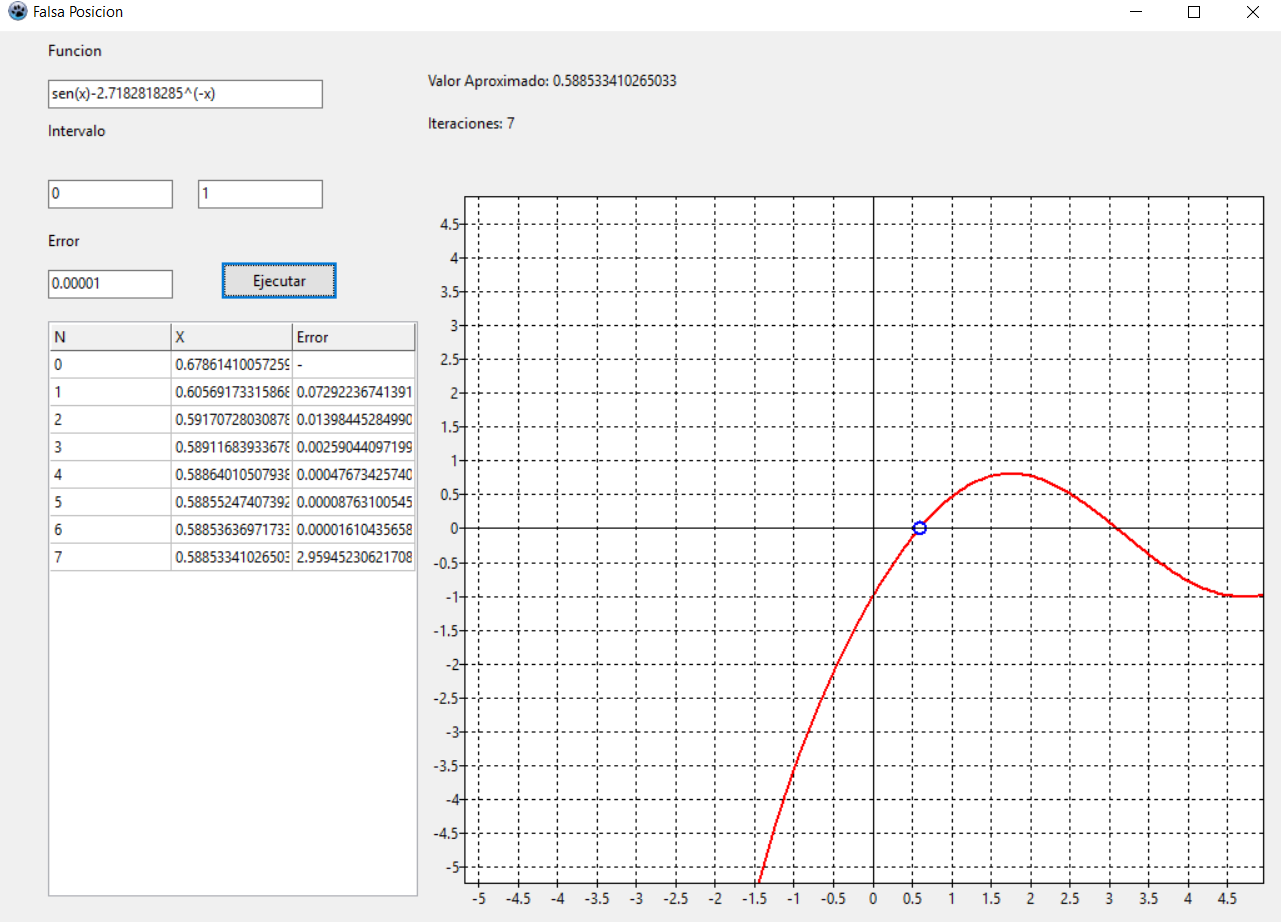 Falsa Posicion
Funcion
sen(x)-2.7182818285^(-x)
Intervalo
0 1
Error
0.00001 Ejecutar
Valor Aproximado: 0.588533410265033
Iteraciones: 7
N X Error
0 0.67861410057259 -
1 0.60569173315868 0.07292236741391
2 0.59170728030878 0.01398445284990
3 0.58911683933678 0.00259044097199
4 0.58864010507938 0.00047673425740
5 0.58855247407392 0.00008763100545
6 0.58853636971733 0.00001610435658
7 0.58853341026503 2.95945230621708
4.5
4
3.5
3
2.5
2
1.5
1
0.5
0
-0.5
-1
-1.5
-2
-2.5
-3
-3.5
-4
-4.5
-5
-5 -4.5 -4 -3.5 -3 -2.5 -2 -1.5 -1 -0.5 0 0.5 1 1.5 2 2.5 3 3.5 4 4.5